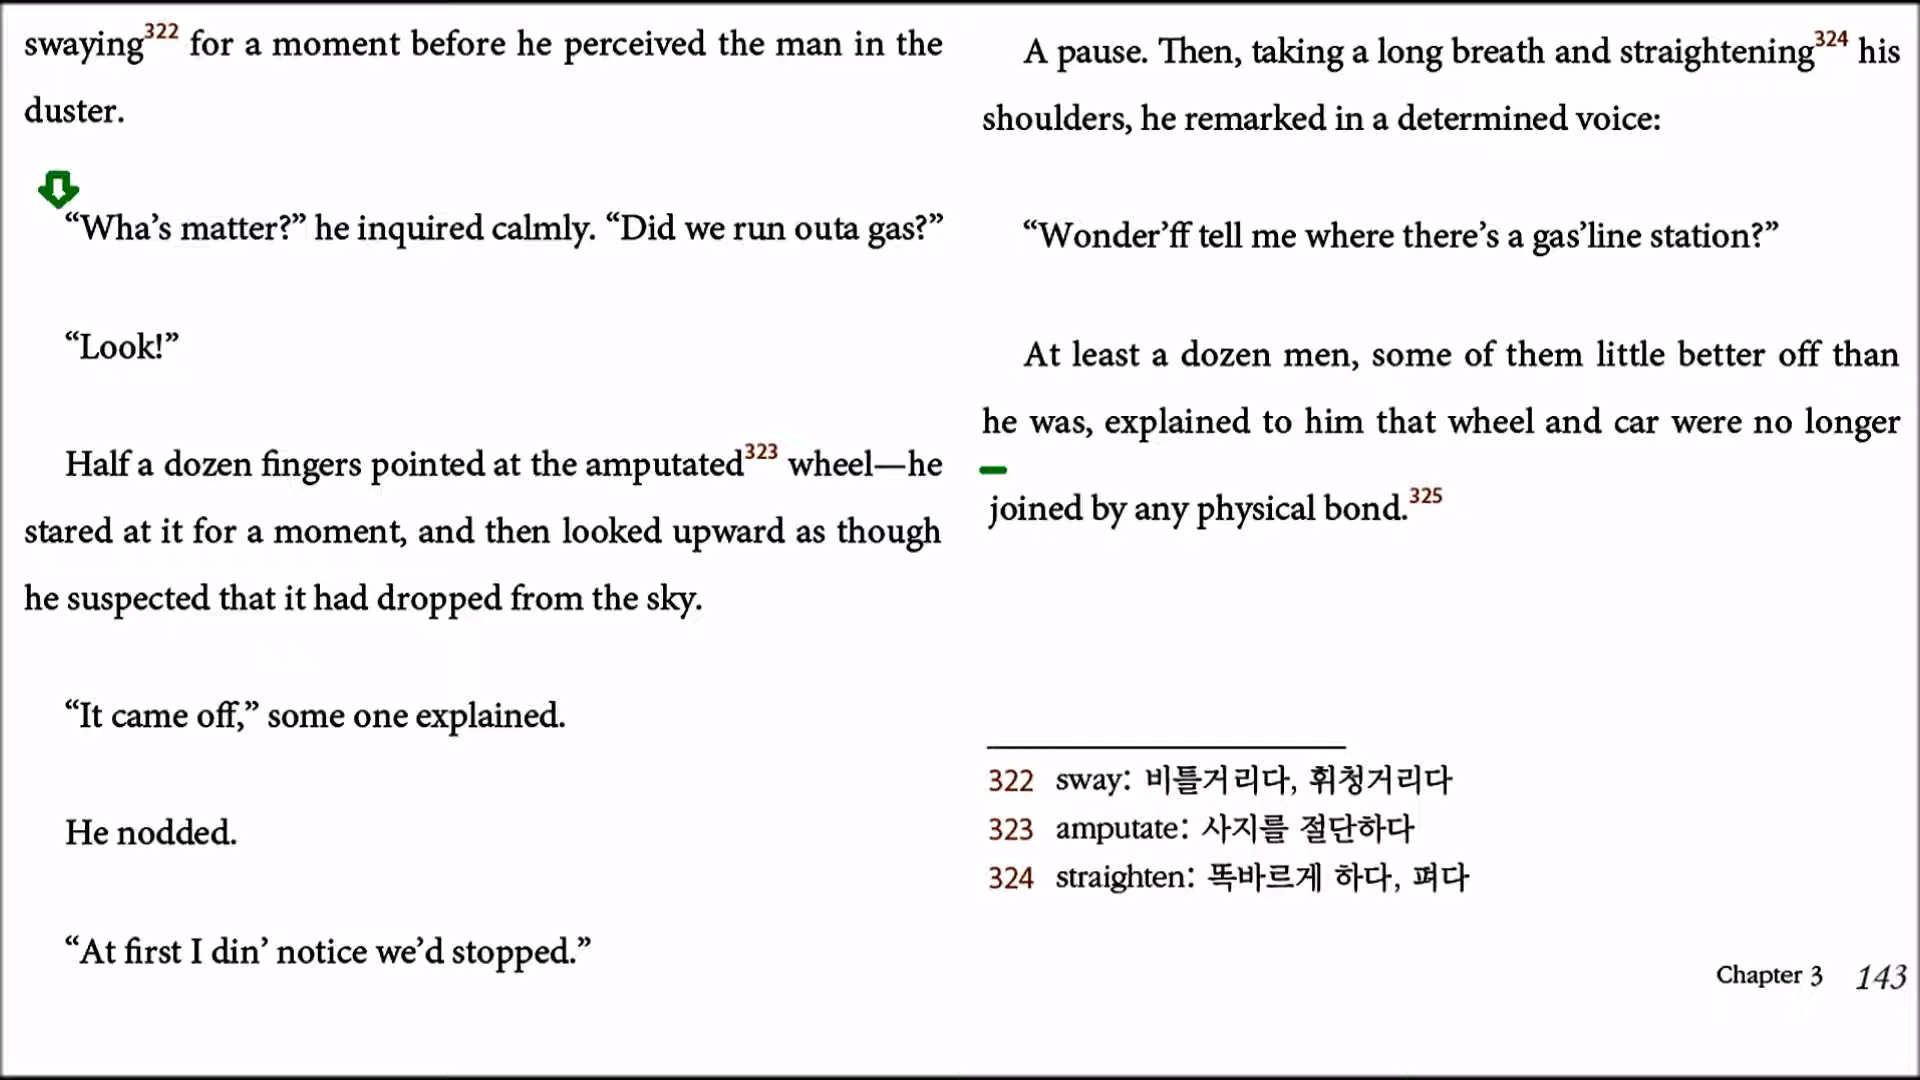 swaying322 for a moment before he perceived the man in the
duster.
“Wha’s matter?” he inquired calmly. “Did we run outa gas?”
“Look!”
Half a dozen fingers pointed at the amputated323 wheel—he
stared at it for a moment, and then looked upward as though
he suspected that it had dropped from the sky.
“It came off,” some one explained.
He nodded.
“At first I din’ notice we’d stopped.”
A pause. Then, taking a long breath and straightening324 his
shoulders, he remarked in a determined voice:
“Wonder’ff tell me where there’s a gas’line station?”
At least a dozen men, some of them little better off than
he was, explained to him that wheel and car were no longer
joined by any physical bond.325
322 sway: 비틀거리다, 휘청거리다
323 amputate: 사지를 절단하다
324 straighten: 똑바르게 하다, 펴다
Chapter 3 143